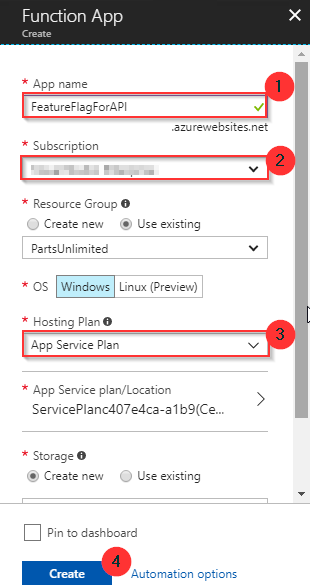 Function App
Create
* App name
1
FeatureFlagForAPI
.azurewebsites.net
* Subscription
2
* Resource Group
Create new Use existing
PartsUnlimited
* OS Windows Linux (Preview)
* Hosting Plan
App Service Plan
3
* App Service plan/Location
ServicePlanc407e4ca-a1b9(Ce...
* Storage
Create new Use existing
Pin to dashboard
4
Create Automation options